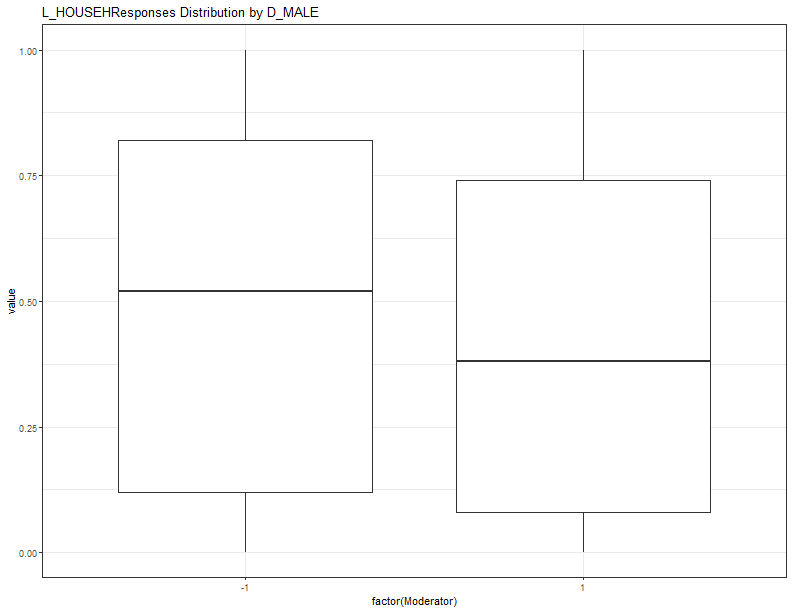 L_HOUSEHResponses Distribution by D_MALE
1.00
0.75
0.50
0.25
0.00
value
-1
1
factor(Moderator)